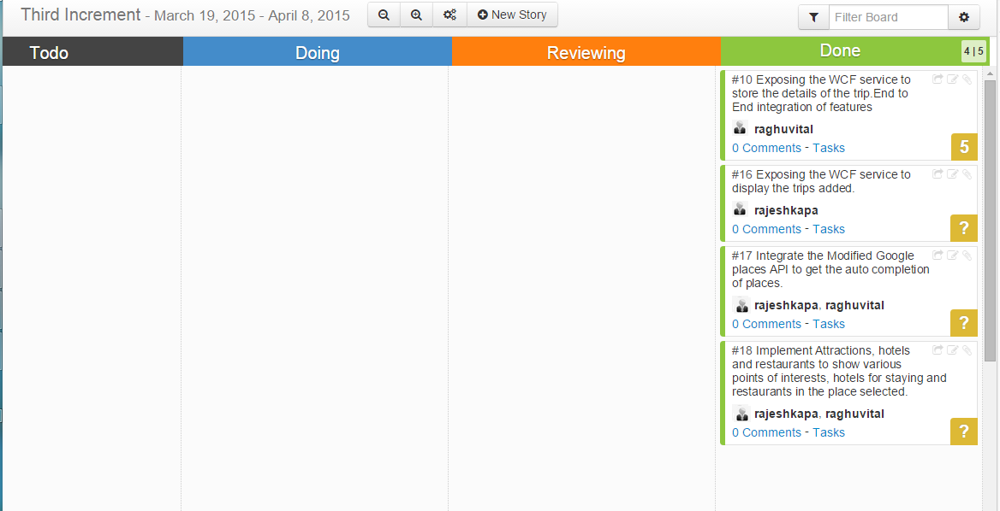 Third Increment - March 19, 2015 - April 8, 2015
New Story
Filter Board
Todo
Doing
Reviewing
Done
4 | 5
#10 Exposing the WCF service to
store the details of the trip.End to
End integration of features
raghuvital
0 Comments - Tasks
5
#16 Exposing the WCF service to
display the trips added.
rajeshkapa
0 Comments - Tasks
?
#17 Integrate the Modified Google
places API to get the auto completion
of places.
rajeshkapa, raghuvital
0 Comments - Tasks
?
#18 Implement Attractions, hotels
and restaurants to show various
points of interests, hotels for staying and
restaurants in the place selected.
rajeshkapa, raghuvital
0 Comments - Tasks
?